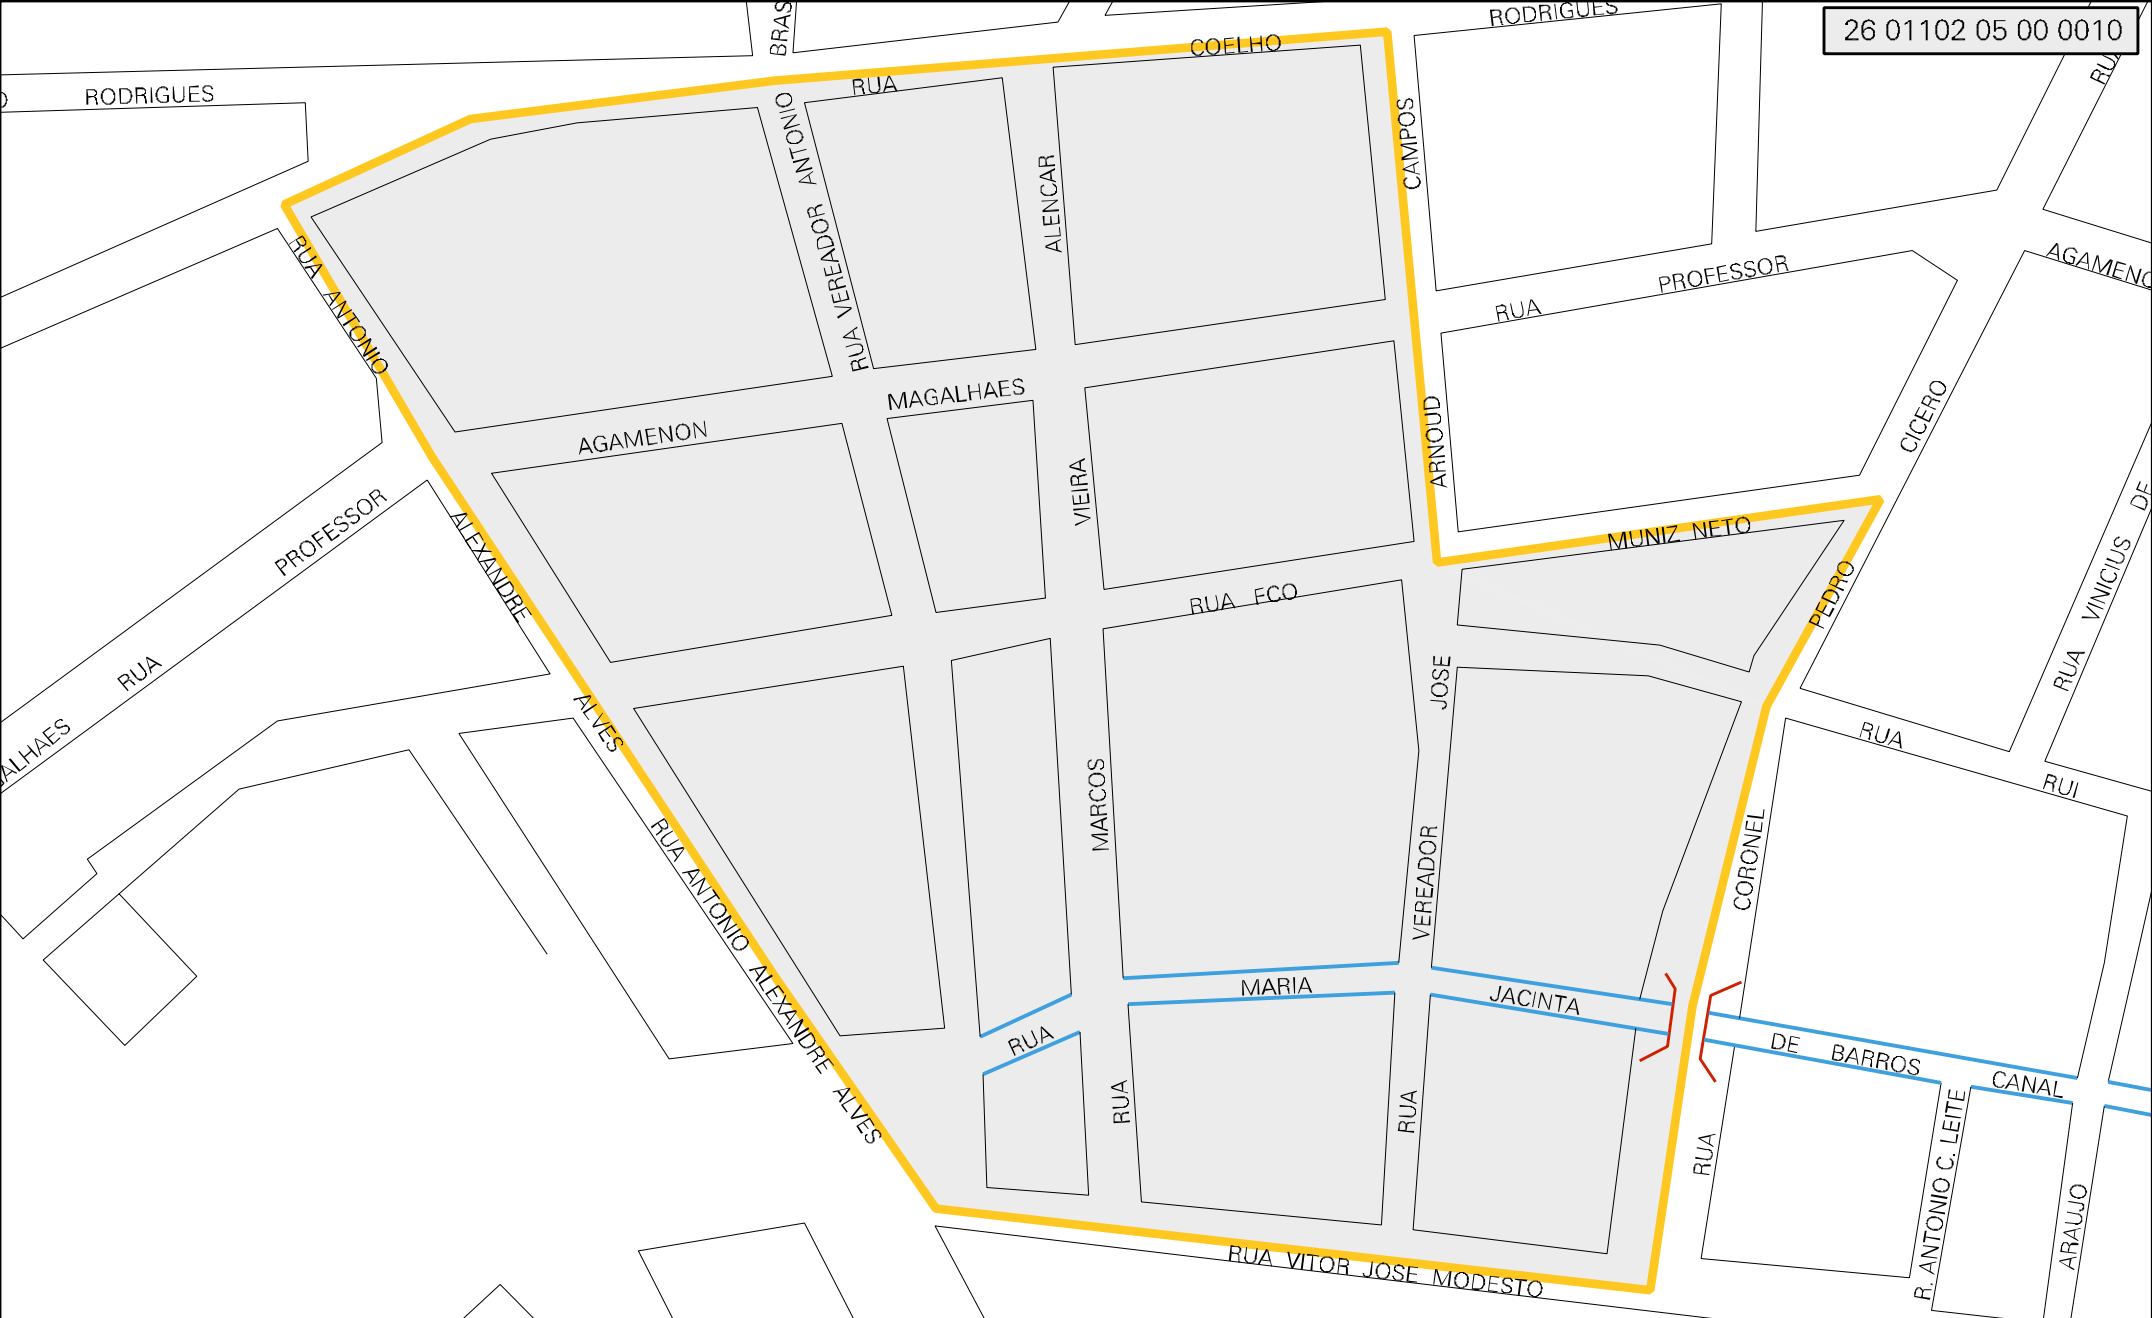 BRAS
RODRIGUES
26 01102 05 00 0010
COELHO
RUA
RODRIGUES
RUA
CAMPOS
RUA VEREADOR ANTONIO
ALENCAR
RUA ANTONIO
PROFESSOR
RUA
AGAMENO
MAGALHAES
AGAMENON
ARNOUD
CICERO
VIEIRA
PROFESSOR
ALEXANDRE
MUNIZ NETO
RUA VINICIUS DE
PEDRO
RUA FCO
RUA
JOSE
ALVES
ALHAES
RUA
RUI
MARCOS
VEREADOR
CORONEL
RUA ANTONIO ALEXANDRE ALVES
MARIA
JACINTA
RUA
DE BARROS
CANAL
RUA
RUA
RUA
R. ANTONIO C. LEITE
ARAUJO
RUA VITOR JOSE MODESTO